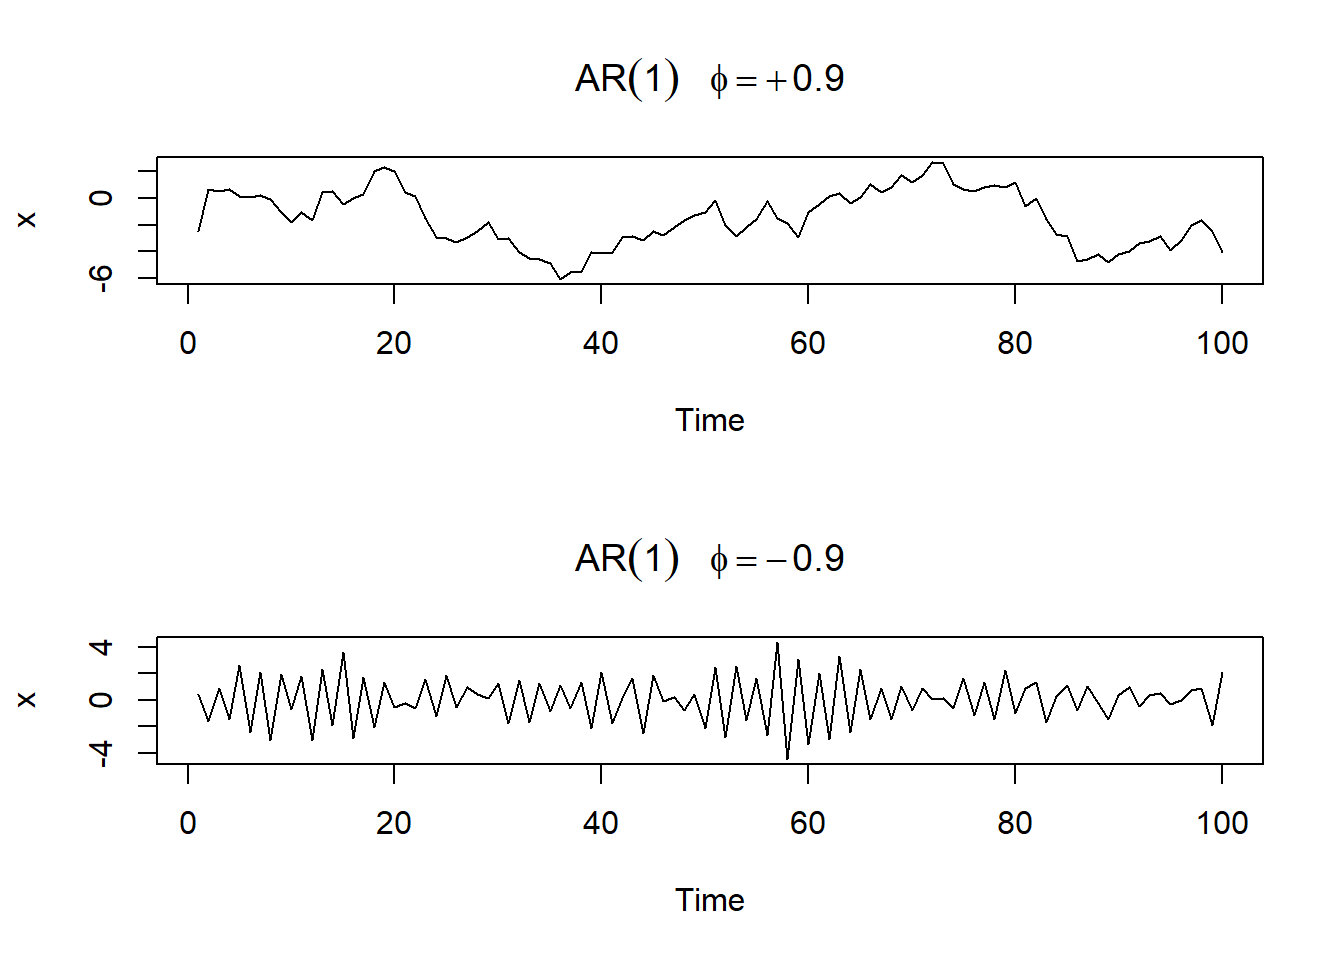 AR(1) ϕ = +0.9
x
0
-6
0 20 40 60 80 100
Time
AR(1) ϕ = −0.9
x
4
0
-4
0 20 40 60 80 100
Time